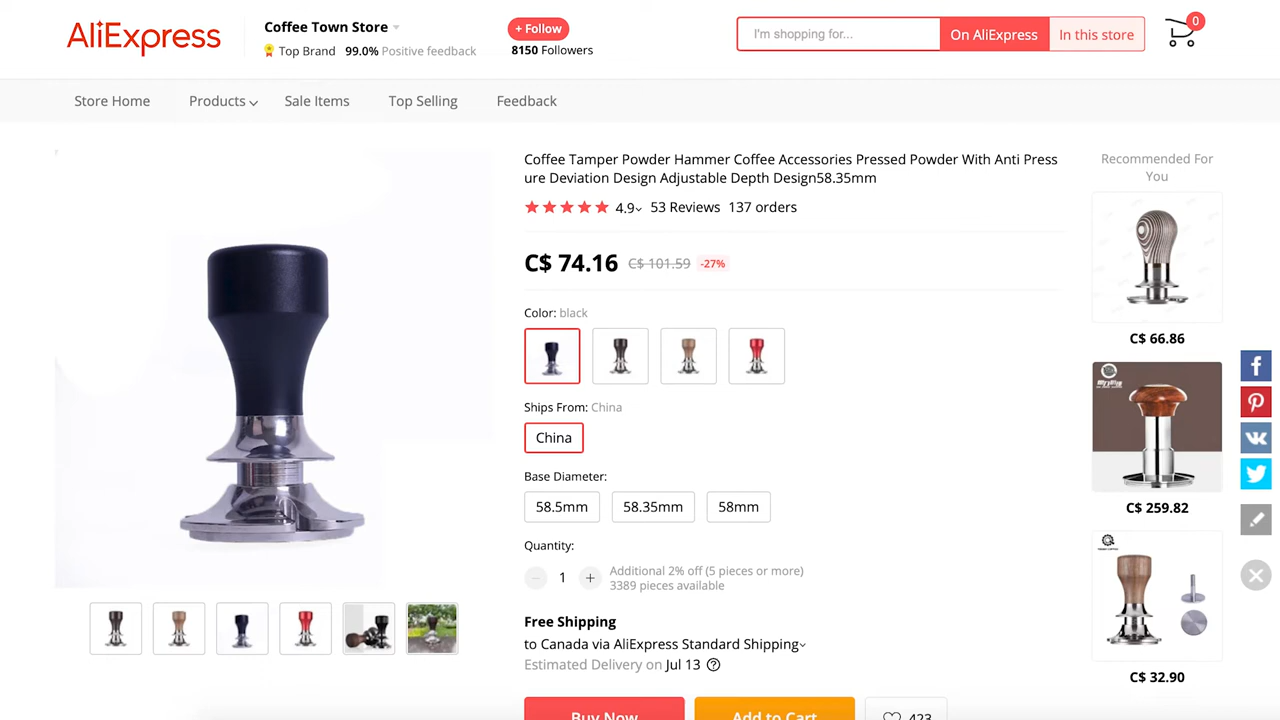 AliExpress
Coffee Town Store
Top Brand 99.0% Positive feedback
+ Follow
8150 Followers
I'm shopping for...
On AliExpress
In this store
0
Store Home
Products
Sale Items
Top Selling
Feedback
Coffee Tamper Powder Hammer Coffee Accessories Pressed Powder With Anti Press
ure Deviation Design Adjustable Depth Design58.35mm
4.9 53 Reviews 137 orders
C$ 74.16 C$ 101.59 -27%
Color: black
Ships From: China
China
Base Diameter:
58.5mm
58.35mm
58mm
Quantity:
1
Additional 2% off (5 pieces or more)
3389 pieces available
Free Shipping
to Canada via AliExpress Standard Shipping
Estimated Delivery on Jul 13
Buy Now
Add to Cart
423
Recommended For
You
C$ 66.86
C$ 259.82
C$ 32.90